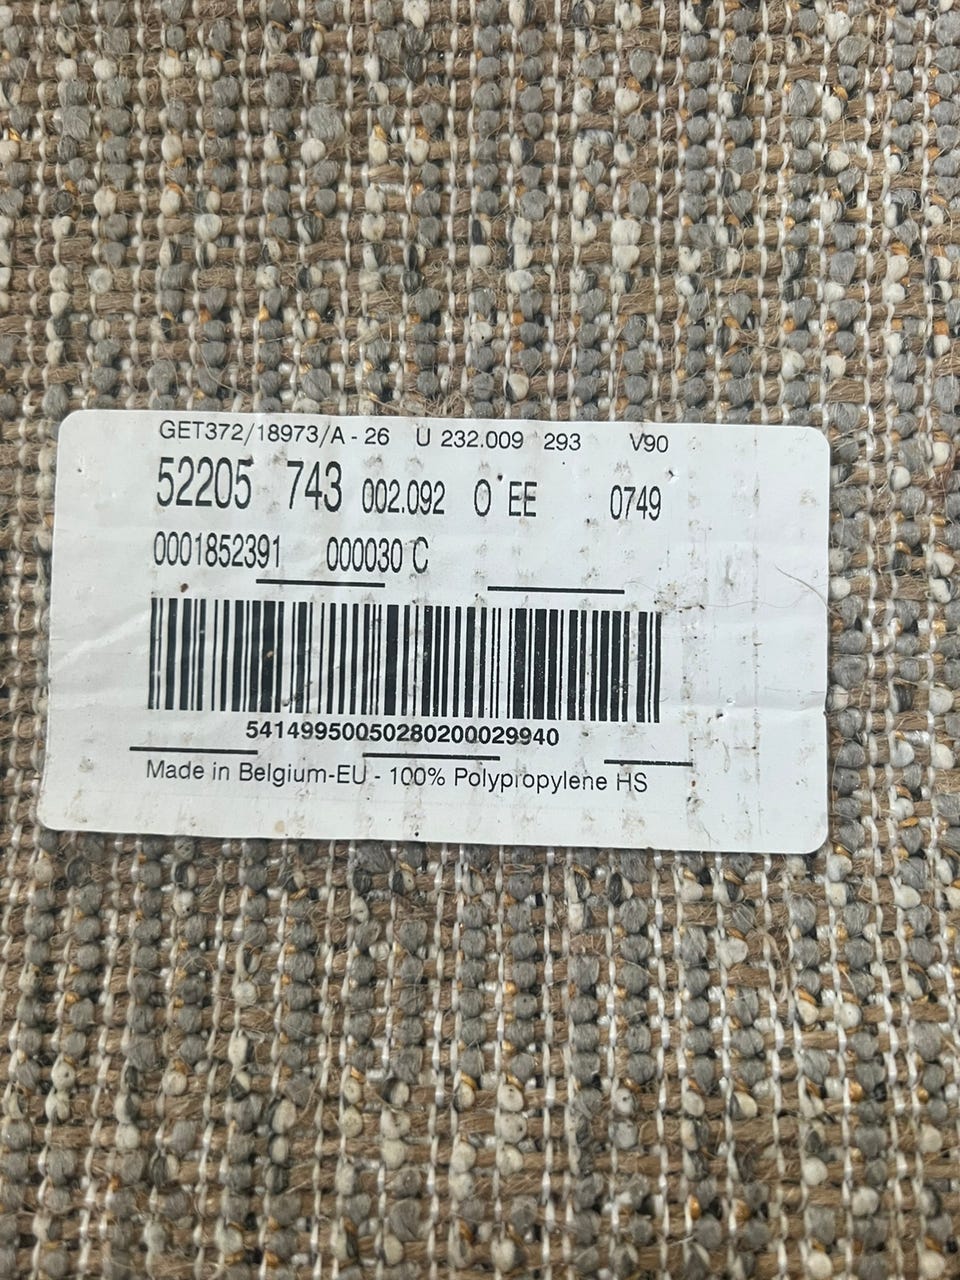 GET372/18973/A - 26 U 232.009 293 V90
52205 743 002.092 O EE 0749
0001852391 000030 C
54149950050280200029940
Made in Belgium-EU - 100% Polypropylene HS